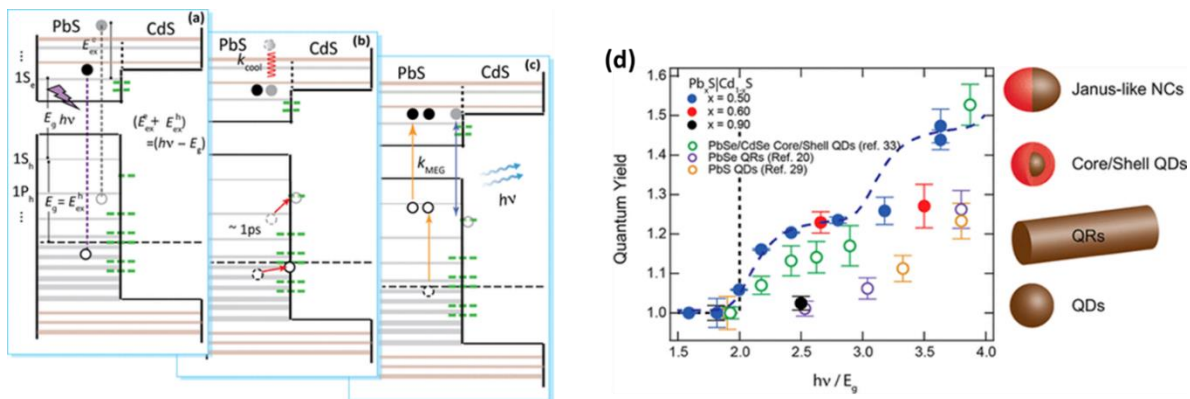 (a)
PbS CdS
E_ex^e
1S_e
E_g hν
(E_ex^e + E_ex^h)
=(hν − E_g)
1S_h
1P_h
E_g = E_ex^h
(b)
PbS CdS
k_cool
~ 1ps
(c)
PbS CdS
k_MEG
hν
(d)
Quantum Yield
1.6
1.5
1.4
1.3
1.2
1.1
1.0
Pb_xS|Cd_1-xS
x = 0.50
x = 0.60
x = 0.90
PbSe/CdSe Core/Shell QDs (ref. 33)
PbSe QRs (Ref. 20)
PbS QDs (Ref. 29)
1.5 2.0 2.5 3.0 3.5 4.0
hν / E_g
Janus-like NCs
Core/Shell QDs
QRs
QDs